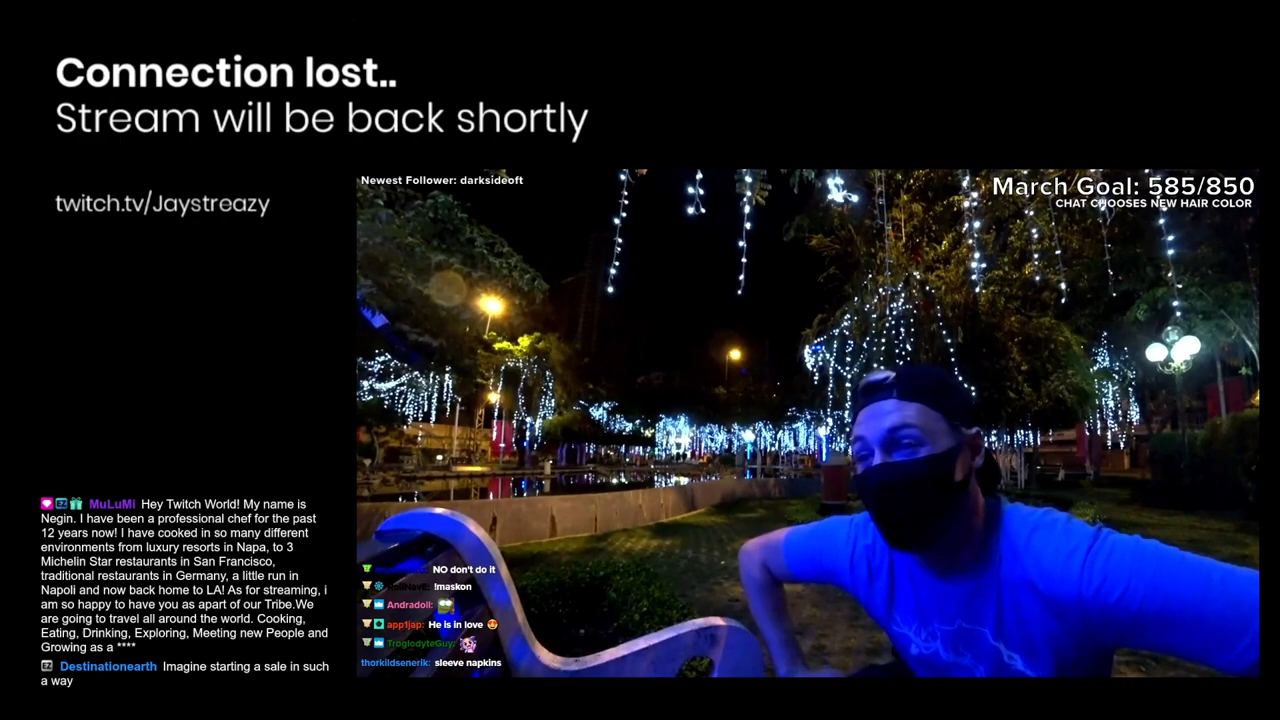 Connection lost..
Stream will be back shortly
twitch.tv/Jaystreazy
Newest Follower: darksideoft
March Goal: 585/850
CHAT CHOOSES NEW HAIR COLOR
MuLuMi Hey Twitch World! My name is
Negin. I have been a professional chef for the past
12 years now! I have cooked in so many different
environments from luxury resorts in Napa, to 3
Michelin Star restaurants in San Francisco,
traditional restaurants in Germany, a little run in
Napoli and now back home to LA! As for streaming, i
am so happy to have you as apart of our Tribe.We
are going to travel all around the world. Cooking,
Eating, Drinking, Exploring, Meeting new People and
Growing as a ****
EZ Destinationearth Imagine starting a sale in such
a way
NO don't do it
!maskon
Andradoll:
app1jap: He is in love
TroglodyteGuy:
thorkildsenerik: sleeve napkins